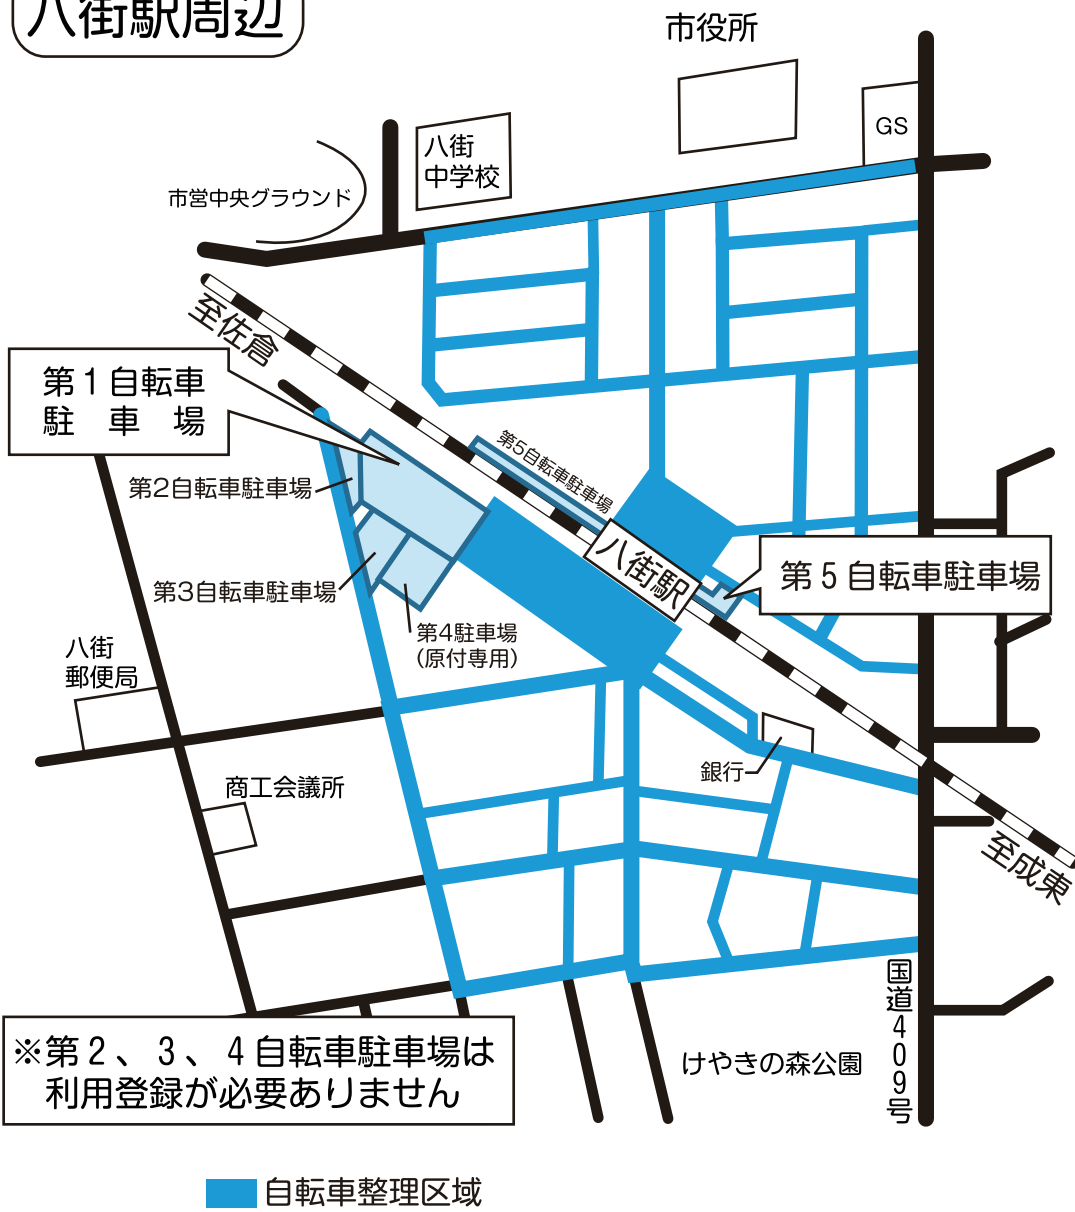 八街駅周辺
市役所
GS
八街
中学校
市営中央グラウンド
至佐倉
第1自転車
駐車場
第5自転車駐車場
第2自転車駐車場
八街駅
第5自転車駐車場
第3自転車駐車場
第4駐車場
(原付専用)
八街
郵便局
銀行
商工会議所
至成東
国道409号
※第2、3、4自転車駐車場は
利用登録が必要ありません
けやきの森公園
自転車整理区域